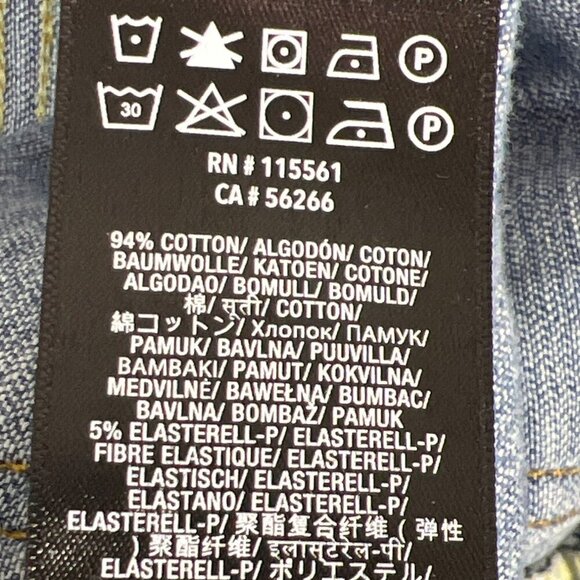 P
30 P
RN # 115561
CA # 56266
94% COTTON/ ALGODÓN/ COTON/
BAUMWOLLE/ KATOEN/ COTONE/
ALGODAO/ BOMULL/ BOMULD/
棉/ सूती/ COTTON/
綿コットン/ Хлопок/ ПАМУК/
PAMUK/ BAVLNA/ PUUVILLA/
BAMBAKI/ PAMUT/ KOKVILNA/
MEDVILNĖ/ BAWEŁNA/ BUMBAC/
BAVLNA/ BOMBAŽ/ PAMUK
5% ELASTERELL-P/ ELASTERELL-P/
FIBRE ELASTIQUE/ ELASTERELL-P/
ELASTISCH/ ELASTERELL-P/
ELASTANO/ ELASTERELL-P/
ELASTERELL-P/ 聚酯复合纤维 ( 弹性
) 聚酯纤维/ इलास्टेरेल-पी/
ELASTERELL-P/ ポリエステル/